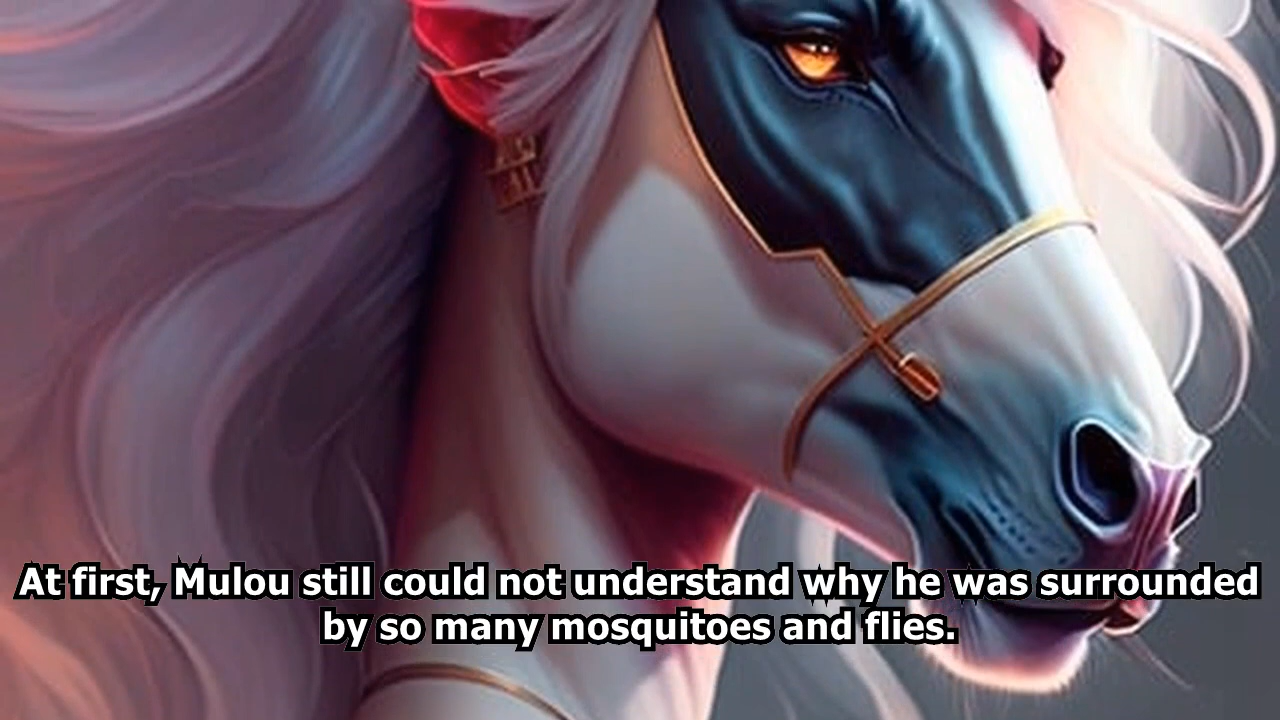 At first, Mulou still could not understand why he was surrounded
by so many mosquitoes and flies.